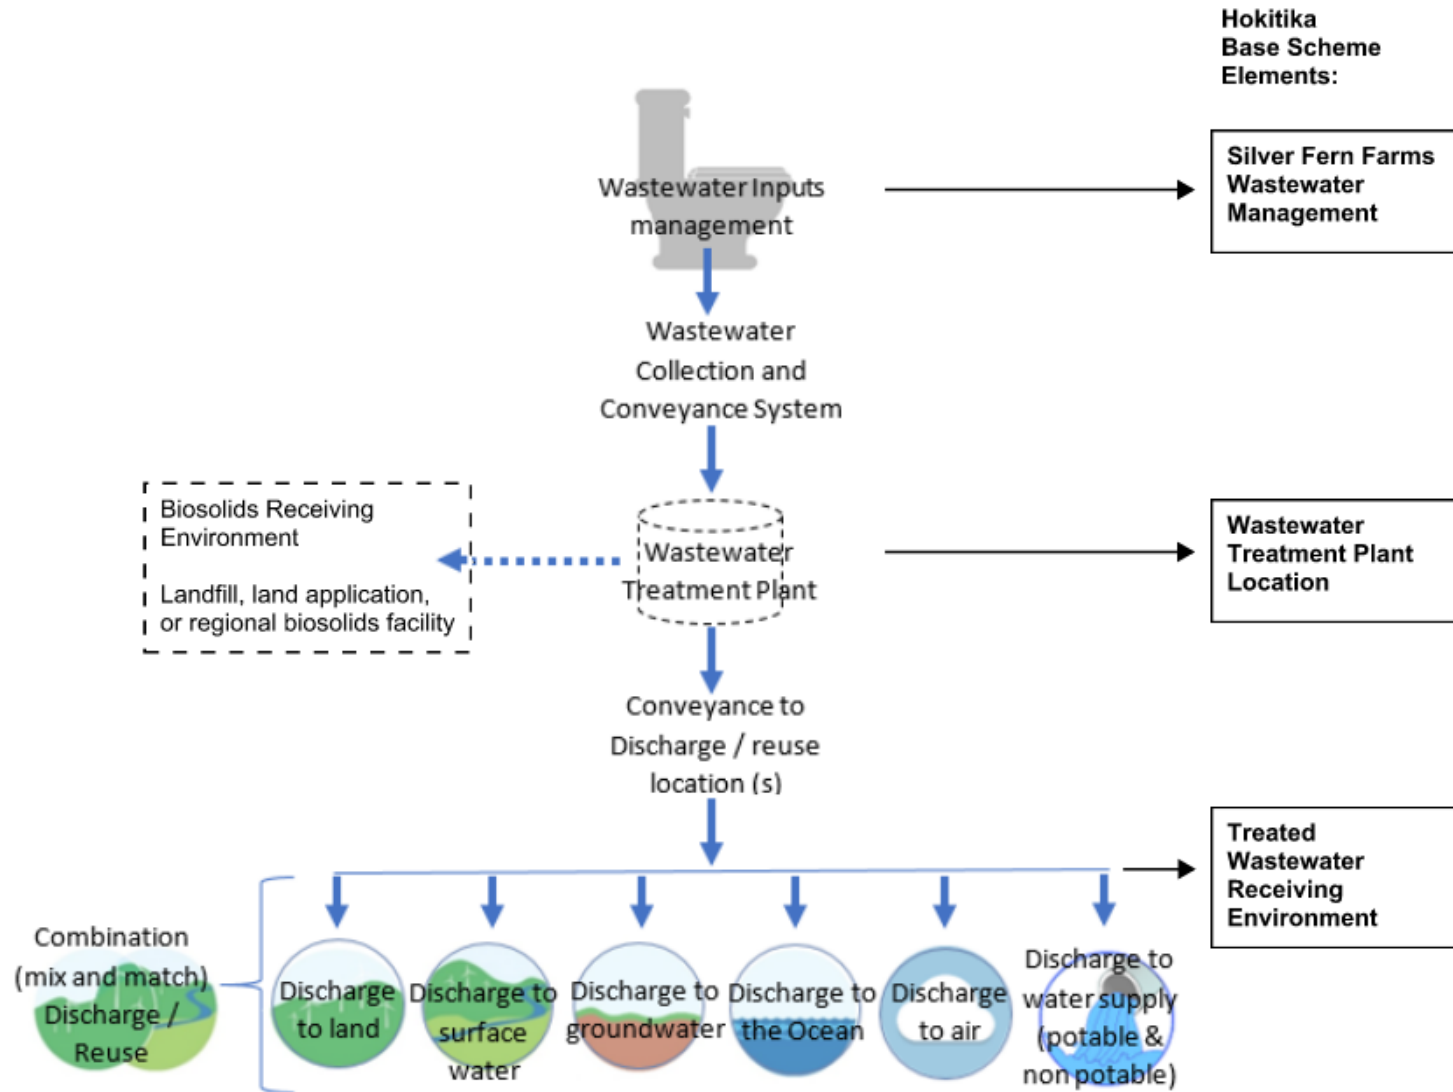 Hokitika
Base Scheme
Elements:
Wastewater Inputs
management
Silver Fern Farms
Wastewater
Management
Wastewater
Collection and
Conveyance System
Biosolids Receiving
Environment
Landfill, land application,
or regional biosolids facility
Wastewater
Treatment Plant
Wastewater
Treatment Plant
Location
Conveyance to
Discharge / reuse
location (s)
Treated
Wastewater
Receiving
Environment
Combination
(mix and match)
Discharge /
Reuse
Discharge
to land
Discharge to
surface
water
Discharge to
groundwater
Discharge to
the Ocean
Discharge
to air
Discharge to
water supply
(potable &
non potable)